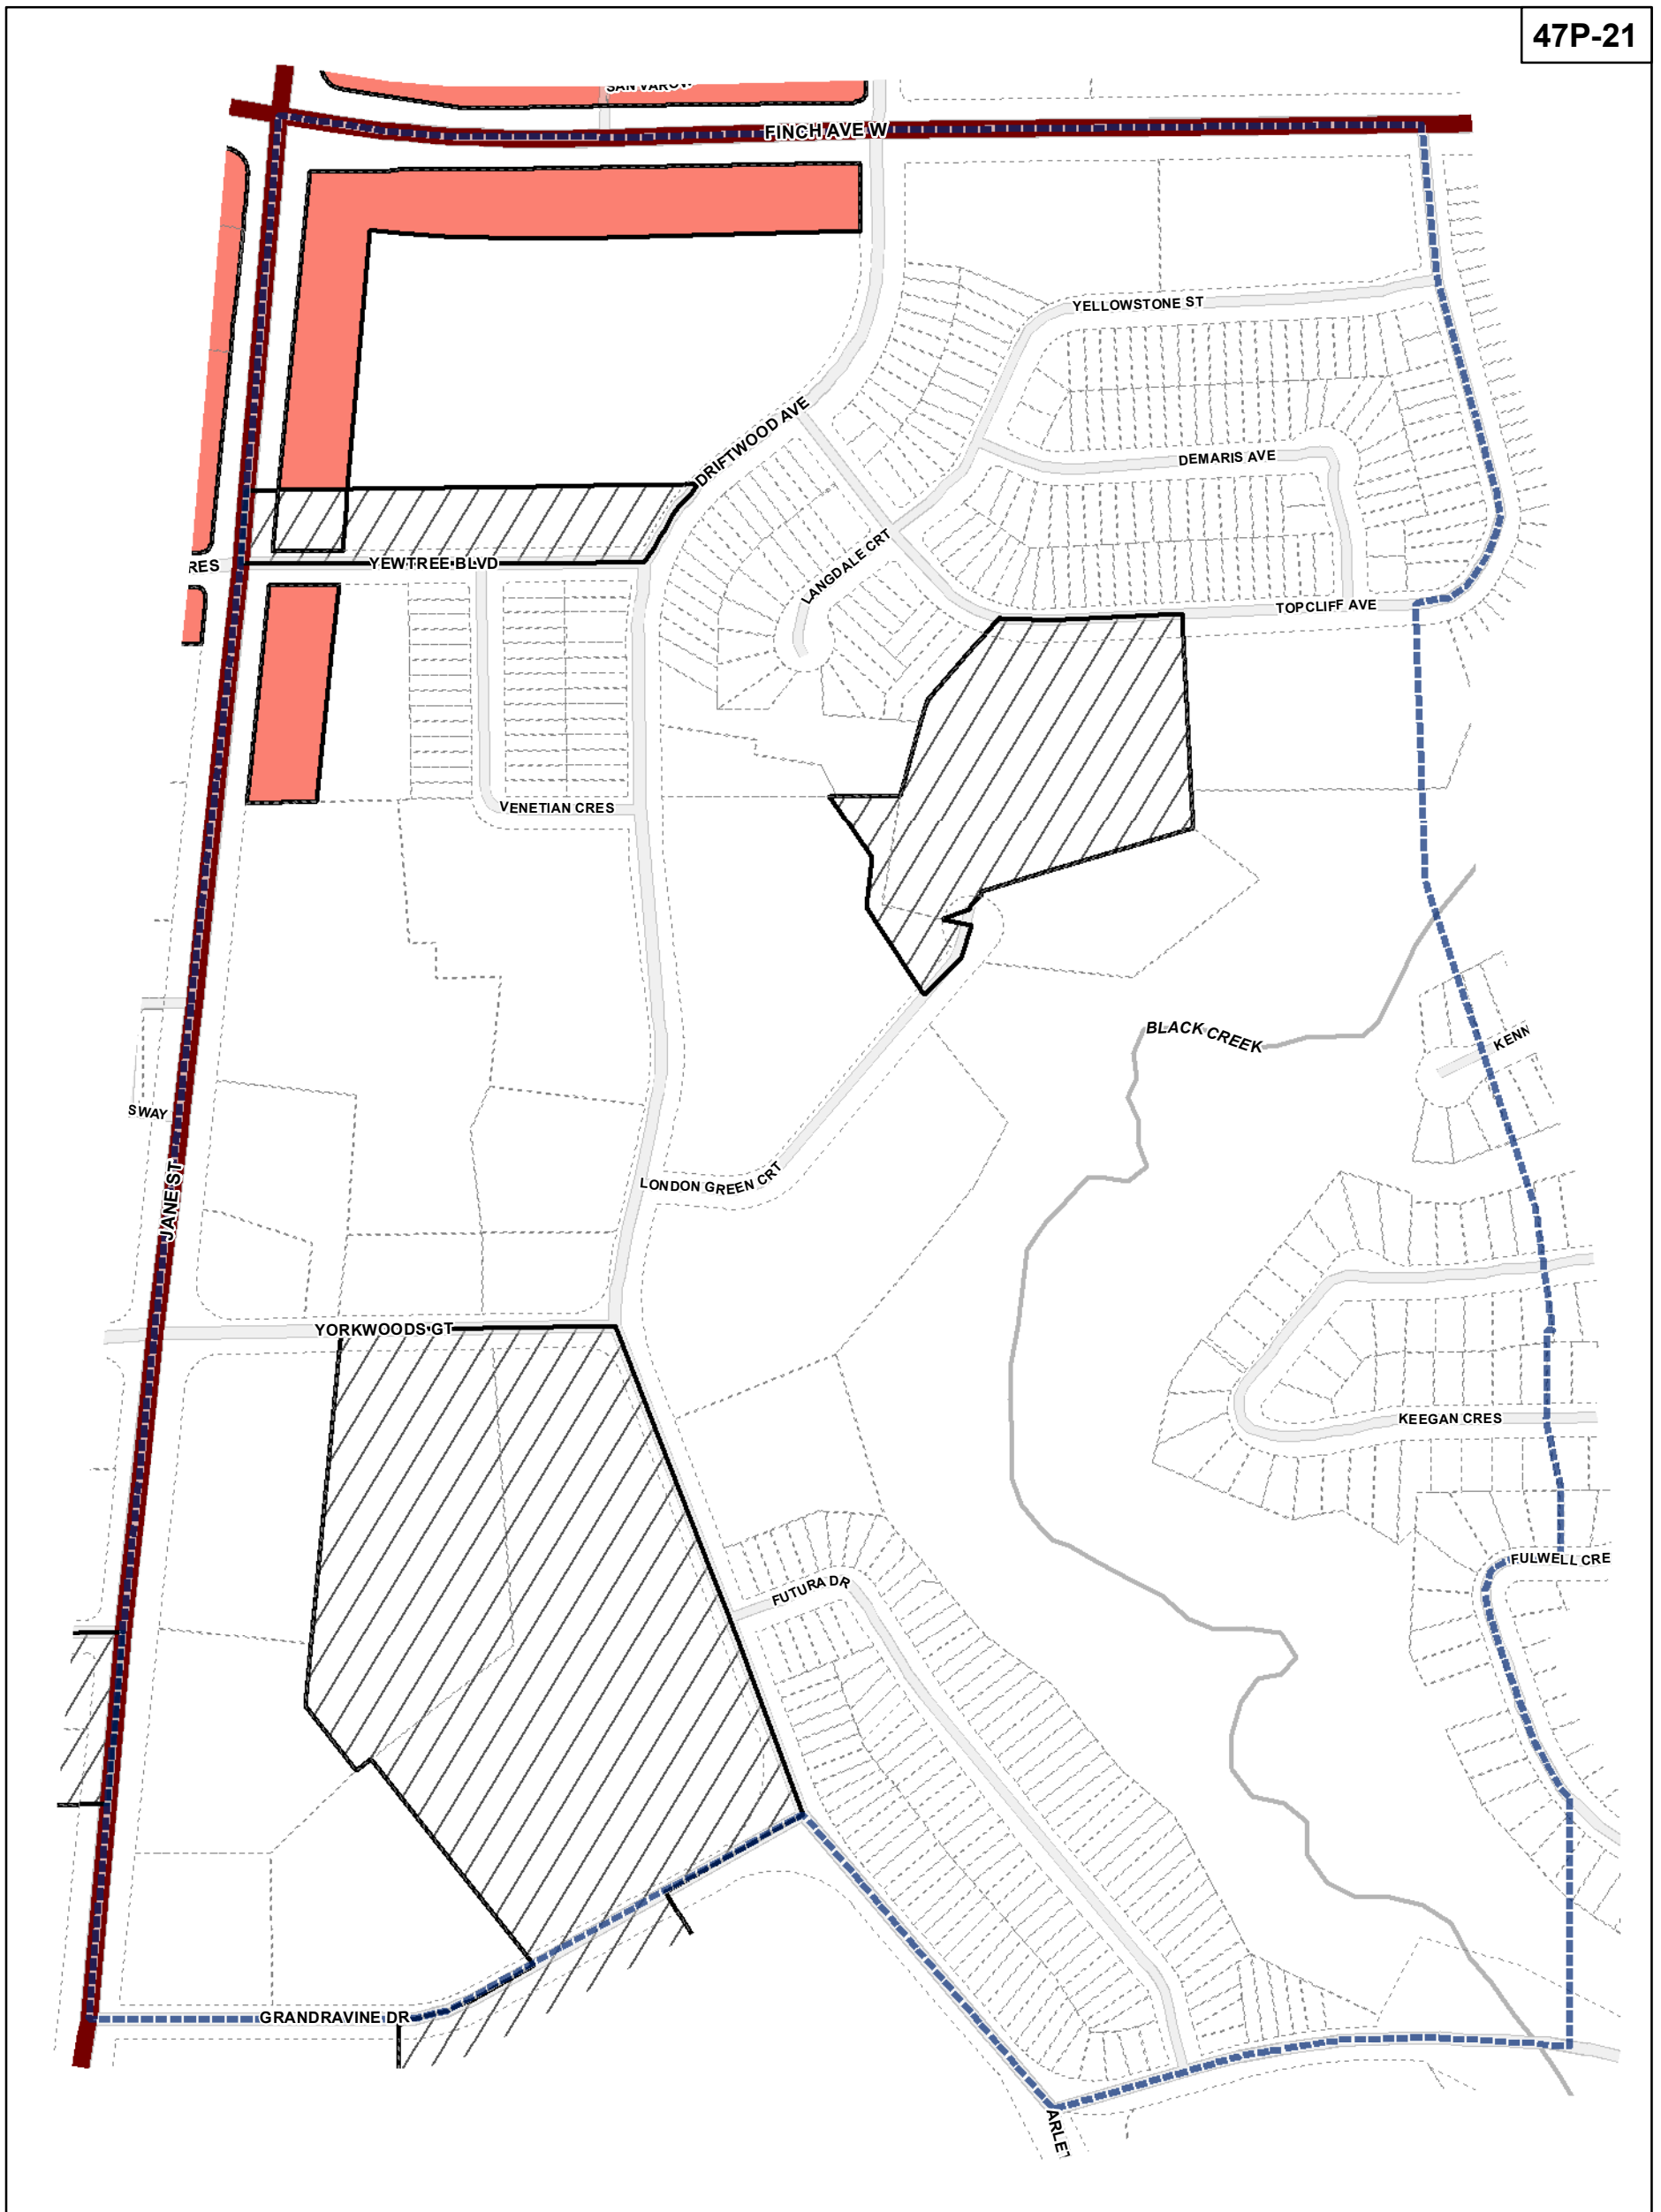 47P-21
FINCH AVE W
YELLOWSTONE ST
DRIFTWOOD AVE
DEMARIS AVE
LANGDALE CRT
RES
YEWTREE BLVD
TOPCLIFF AVE
VENETIAN CRES
BLACK CREEK
KENN
SWAY
JANE ST
LONDON GREEN CRT
YORKWOODS GT
KEEGAN CRES
FULWELL CRE
FUTURA DR
GRANDRAVINE DR